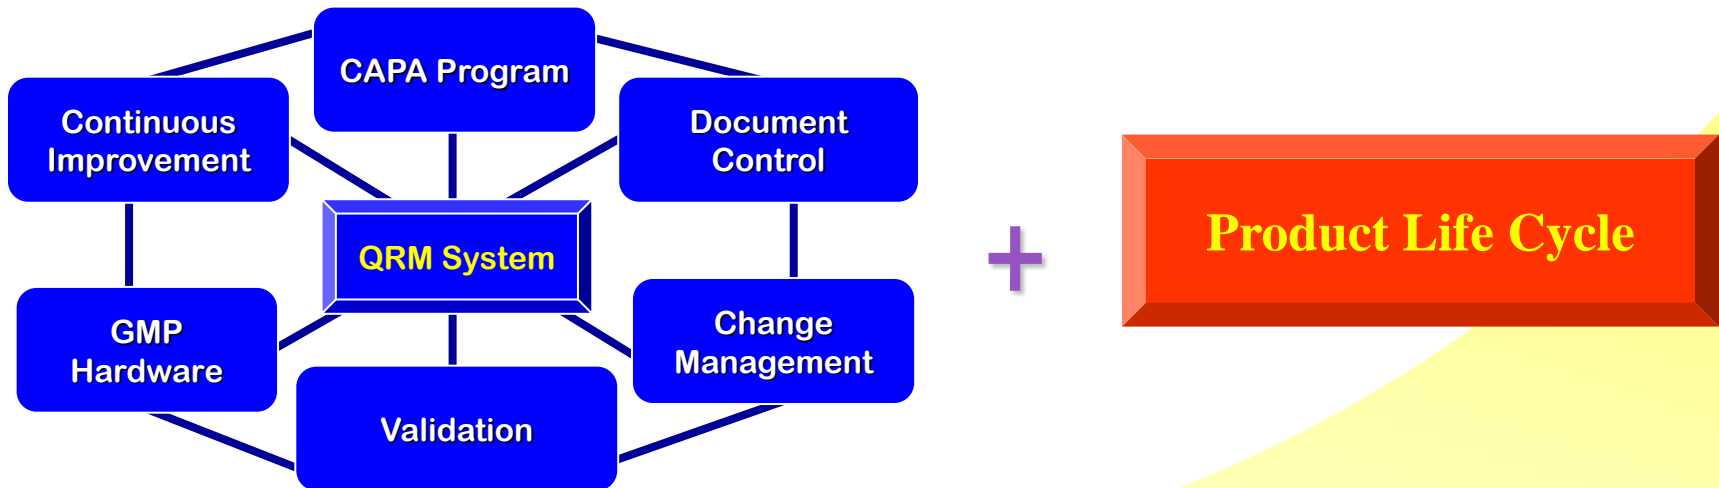 CAPA Program
Continuous
Improvement
Document
Control
QRM System
+
Product Life Cycle
GMP
Hardware
Change
Management
Validation